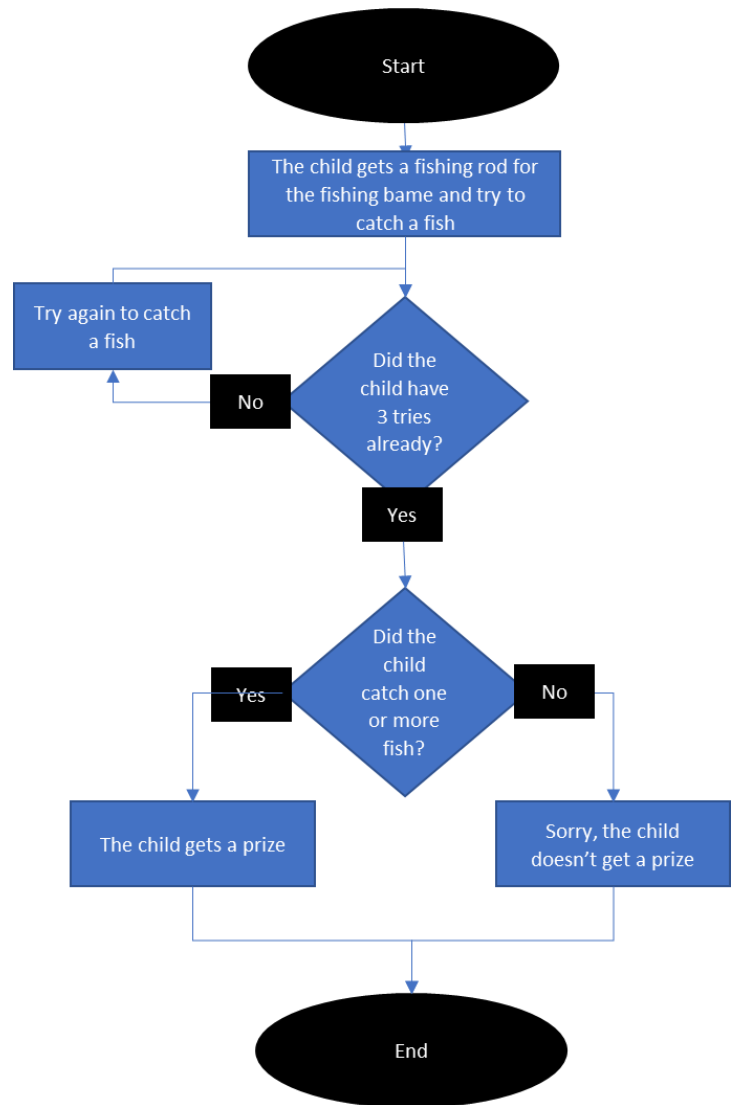 Start
The child gets a fishing rod for
the fishing bame and try to
catch a fish
Try again to catch
a fish
Did the
child have
3 tries
already?
No
Yes
Did the
child
catch one
or more
fish?
Yes
No
The child gets a prize
Sorry, the child
doesn’t get a prize
End